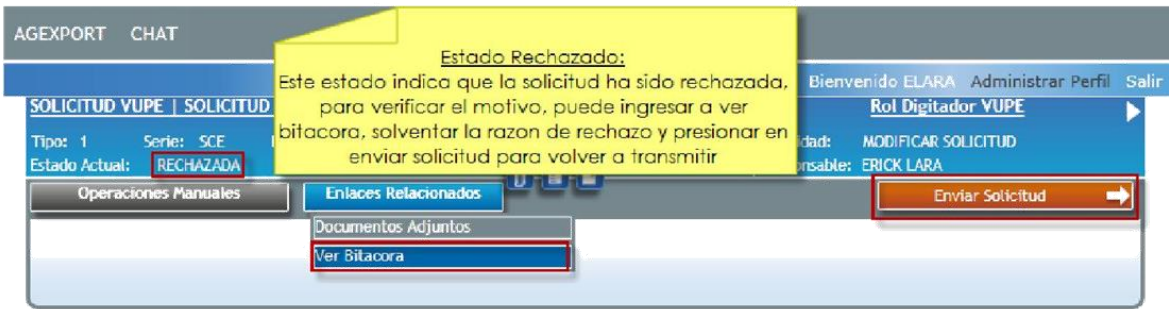 AGEXPORT CHAT
Estado Rechazado:
Este estado indica que la solicitud ha sido rechazada,
para verificar el motivo, puede ingresar a ver
bitacora, solventar la razon de rechazo y presionar en
enviar solicitud para volver a transmitir
Bienvenido ELARA Administrar Perfil Salir
SOLICITUD VUPE | SOLICITUD
Rol Digitador VUPE
Tipo: 1 Serie: SCE
dad: MODIFICAR SOLICITUD
Estado Actual: RECHAZADA
onsable: ERICK LARA
Operaciones Manuales
Enlaces Relacionados
Enviar Solicitud
Documentos Adjuntos
Ver Bitacora